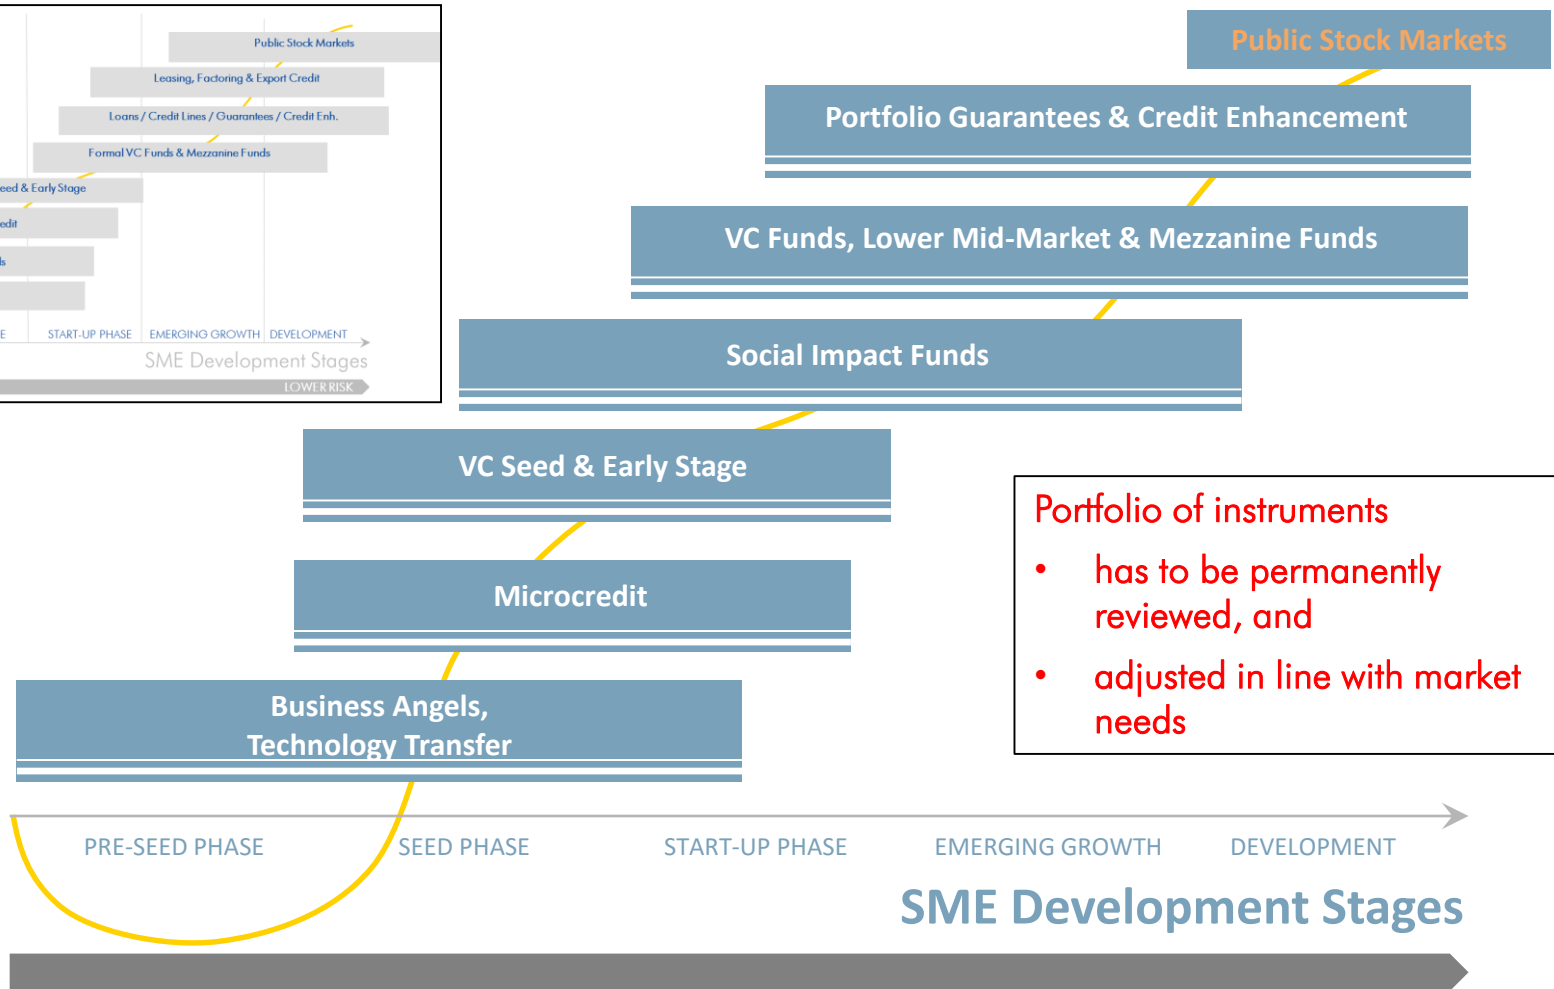 Public Stock Markets
Leasing, Factoring & Export Credit
Loans / Credit Lines / Guarantees / Credit Enh.
Formal VC Funds & Mezzanine Funds
& Early Stage
START-UP PHASE
EMERGING GROWTH
DEVELOPMENT
SME Development Stages
LOWER RISK
Public Stock Markets
Portfolio Guarantees & Credit Enhancement
VC Funds, Lower Mid-Market & Mezzanine Funds
Social Impact Funds
VC Seed & Early Stage
Microcredit
Business Angels,
Technology Transfer
Portfolio of instruments
• has to be permanently
reviewed, and
• adjusted in line with market
needs
PRE-SEED PHASE
SEED PHASE
START-UP PHASE
EMERGING GROWTH
DEVELOPMENT
SME Development Stages